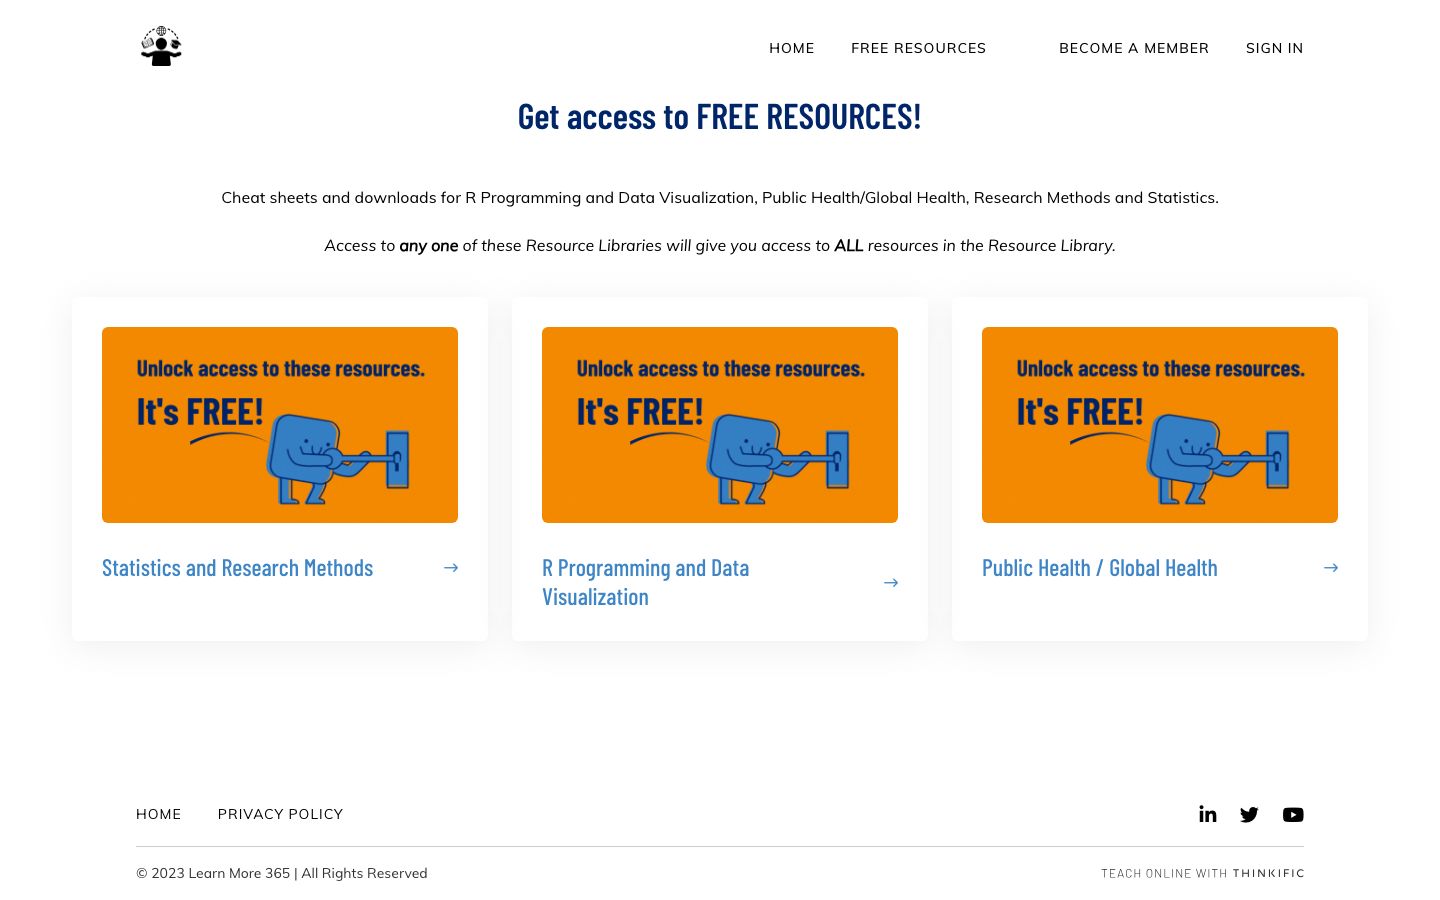 HOME
FREE RESOURCES
BECOME A MEMBER
SIGN IN
Get access to FREE RESOURCES!
Cheat sheets and downloads for R Programming and Data Visualization, Public Health/Global Health, Research Methods and Statistics.
Access to any one of these Resource Libraries will give you access to ALL resources in the Resource Library.
Unlock access to these resources.
It's FREE!
Statistics and Research Methods
Unlock access to these resources.
It's FREE!
R Programming and Data
Visualization
Unlock access to these resources.
It's FREE!
Public Health / Global Health
HOME
PRIVACY POLICY
© 2023 Learn More 365 | All Rights Reserved
TEACH ONLINE WITH THINKIFIC